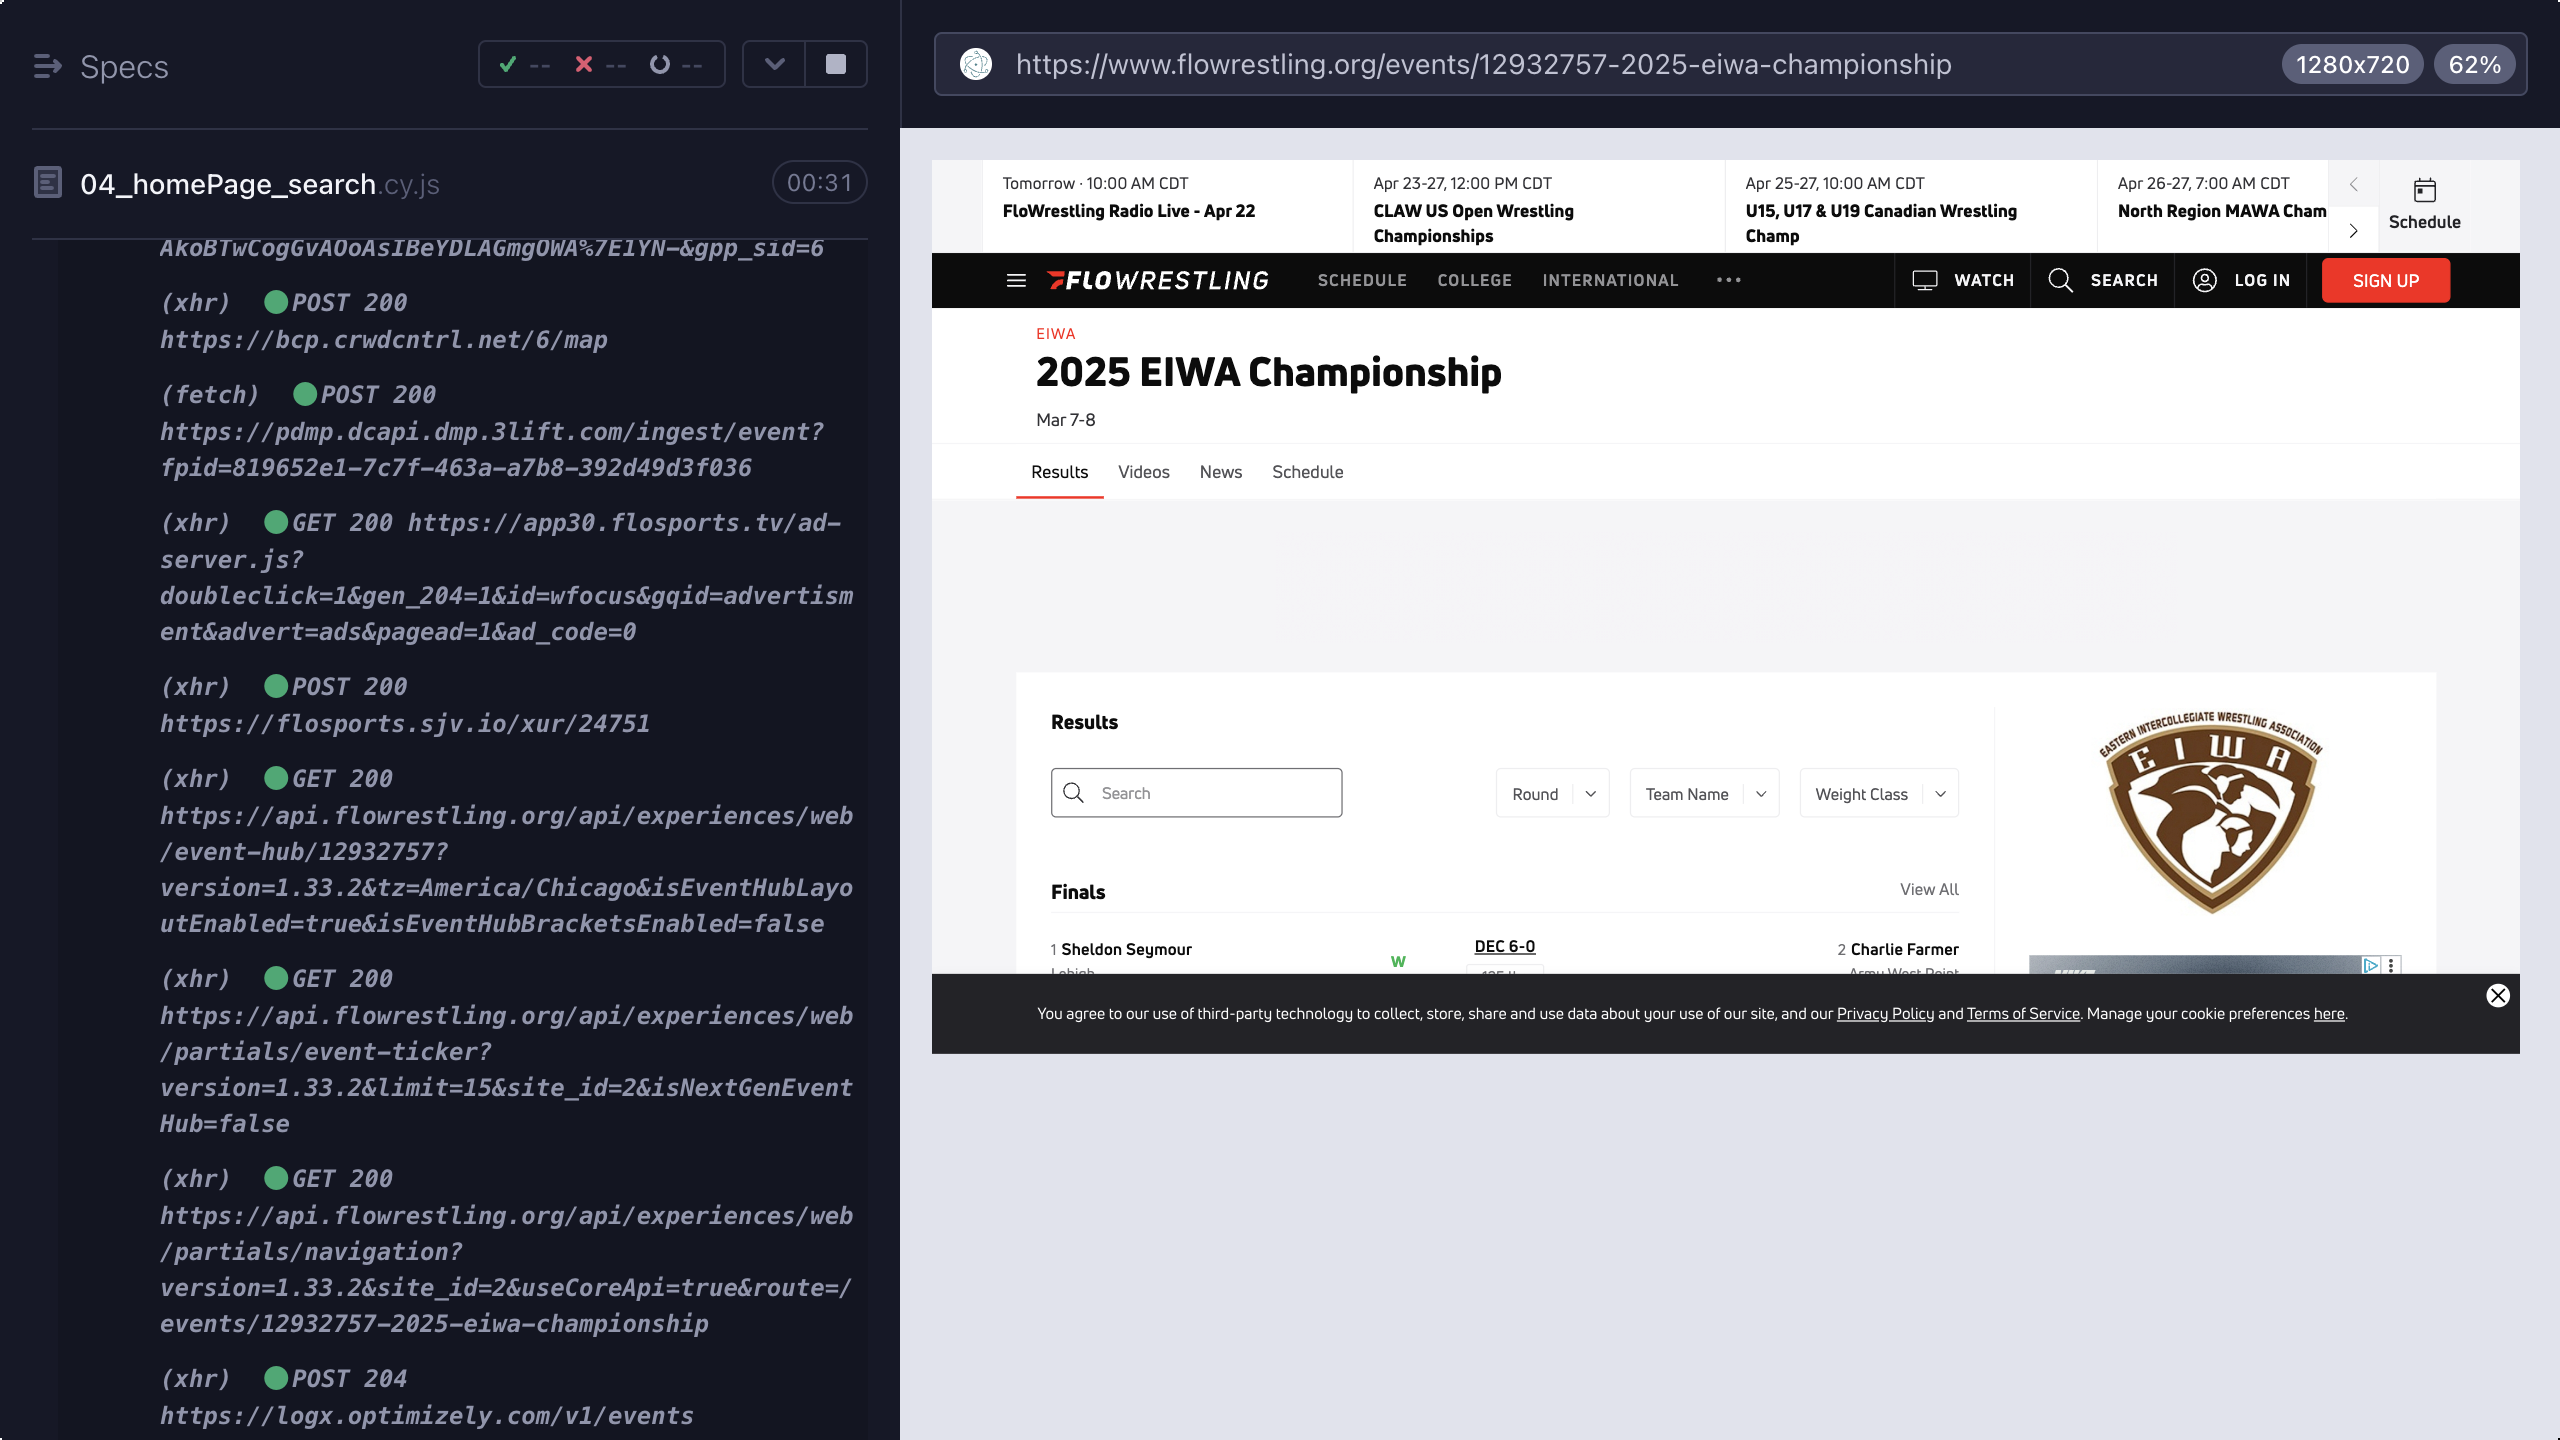 Specs
--
--
--
04_homePage_search.cy.js
00:31
AkoBTwCogGvAOoAsIBeYDLAGmgOWA%7E1YN-&gpp_sid=6
(xhr) POST 200
https://bcp.crwdcntrl.net/6/map
(fetch) POST 200
https://pdmp.dcapi.dmp.3lift.com/ingest/event?
fpid=819652e1-7c7f-463a-a7b8-392d49d3f036
(xhr) GET 200 https://app30.flosports.tv/ad-
server.js?
doubleclick=1&gen_204=1&id=wfocus&gqid=advertism
ent&advert=ads&pagead=1&ad_code=0
(xhr) POST 200
https://flosports.sjv.io/xur/24751
(xhr) GET 200
https://api.flowrestling.org/api/experiences/web
/event-hub/12932757?
version=1.33.2&tz=America/Chicago&isEventHubLayo
utEnabled=true&isEventHubBracketsEnabled=false
(xhr) GET 200
https://api.flowrestling.org/api/experiences/web
/partials/event-ticker?
version=1.33.2&limit=15&site_id=2&isNextGenEvent
Hub=false
(xhr) GET 200
https://api.flowrestling.org/api/experiences/web
/partials/navigation?
version=1.33.2&site_id=2&useCoreApi=true&route=/
events/12932757-2025-eiwa-championship
(xhr) POST 204
https://logx.optimizely.com/v1/events
https://www.flowrestling.org/events/12932757-2025-eiwa-championship
1280x720
62%
Tomorrow · 10:00 AM CDT
FloWrestling Radio Live - Apr 22
Apr 23-27, 12:00 PM CDT
CLAW US Open Wrestling
Championships
Apr 25-27, 10:00 AM CDT
U15, U17 & U19 Canadian Wrestling
Champ
Apr 26-27, 7:00 AM CDT
North Region MAWA Cham
Schedule
FLOWRESTLING
SCHEDULE
COLLEGE
INTERNATIONAL
WATCH
SEARCH
LOG IN
SIGN UP
EIWA
2025 EIWA Championship
Mar 7-8
Results
Videos
News
Schedule
Results
Search
Round
Team Name
Weight Class
EASTERN INTERCOLLEGIATE WRESTLING ASSOCIATION
EIWA
Finals
View All
1 Sheldon Seymour
Lehigh
W
DEC 6-0
2 Charlie Farmer
Army West Point
You agree to our use of third-party technology to collect, store, share and use data about your use of our site, and our Privacy Policy and Terms of Service. Manage your cookie preferences here.